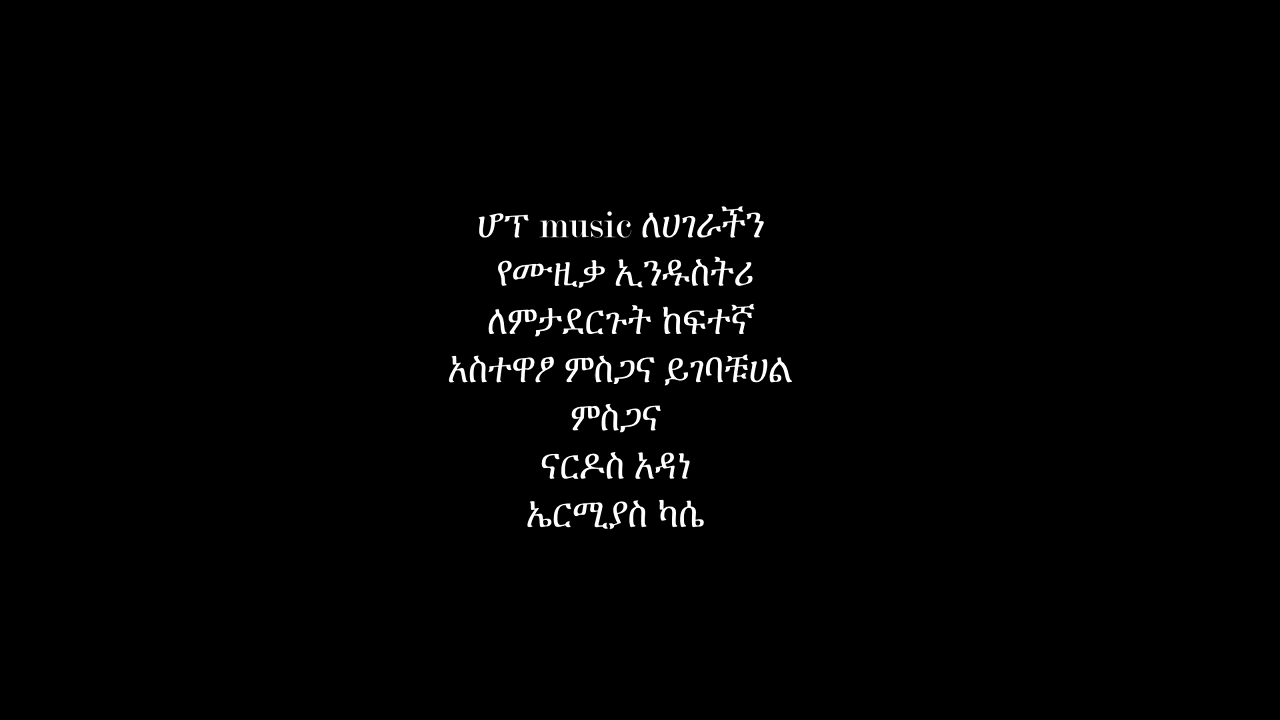 ሆፕ music ለሀገራችን
የሙዚቃ ኢንዱስትሪ
ለምታደርጉት ከፍተኛ
አስተዋፆ ምስጋና ይገባቹሀል
ምስጋና
ናርዶስ አዳነ
ኤርሚያስ ካሴ